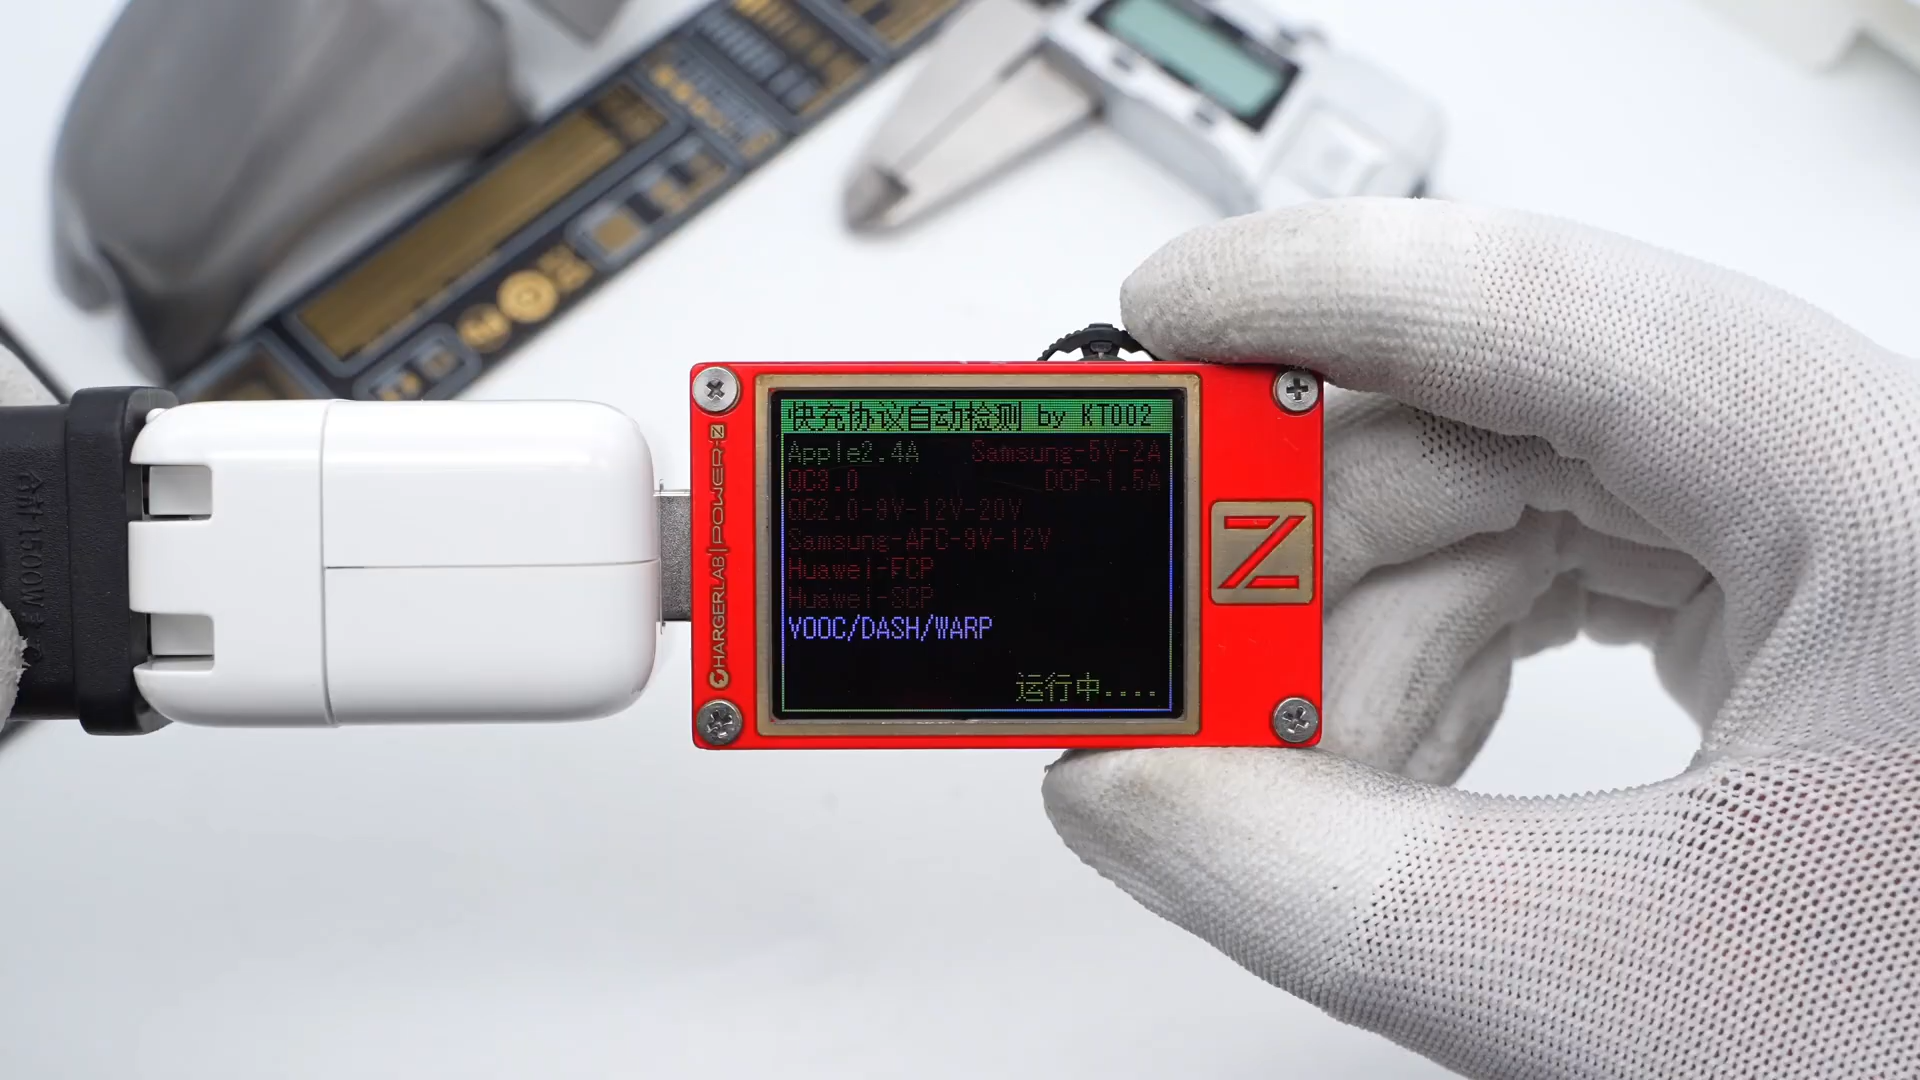 快充协议自动检测 by KT002
Apple2.4A Samsung-5V-2A
QC3.0 DCP-1.5A
QC2.0-9V-12V-20V
Samsung-AFC-9V-12V
Huawei-FCP
Huawei-SCP
VOOC/DASH/WARP
运行中....
CHARGERLAB|POWER-Z
Z